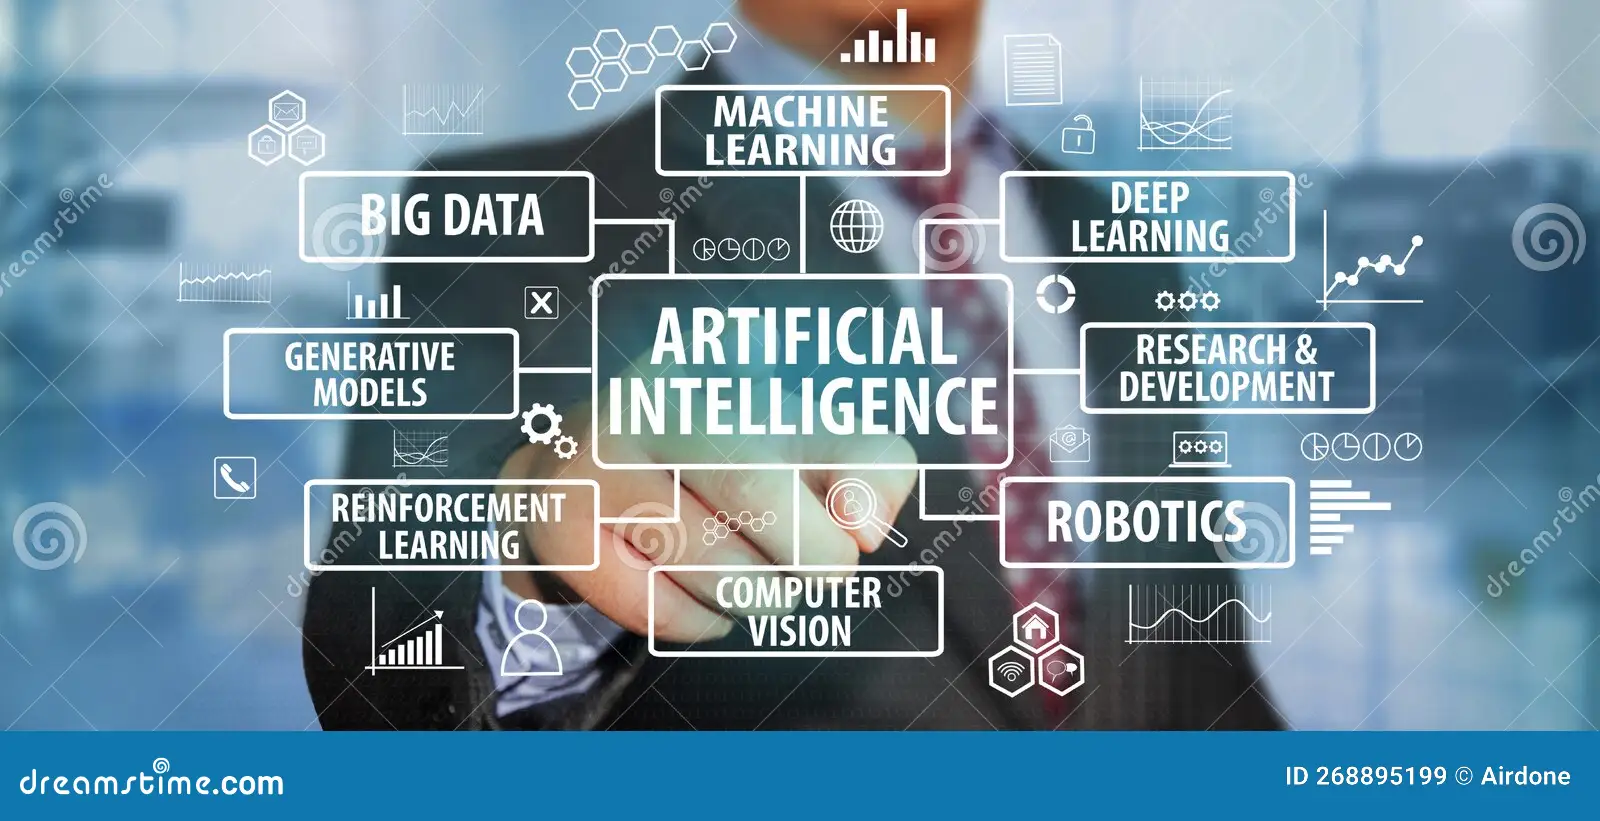 MACHINE
LEARNING
BIG DATA
DEEP
LEARNING
ARTIFICIAL
INTELLIGENCE
GENERATIVE
MODELS
RESEARCH &
DEVELOPMENT
REINFORCEMENT
LEARNING
ROBOTICS
COMPUTER
VISION
dreamstime.com
ID 268895199 © Airdone